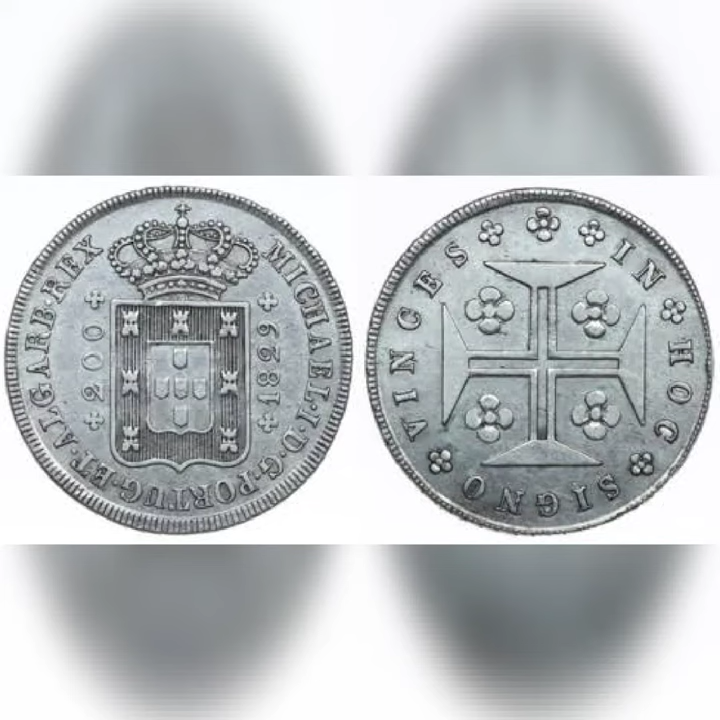 MICHAEL·I·D·G·PORTUG·ET·ALGARB·REX
200
1829
IN HOC SIGNO VINCES